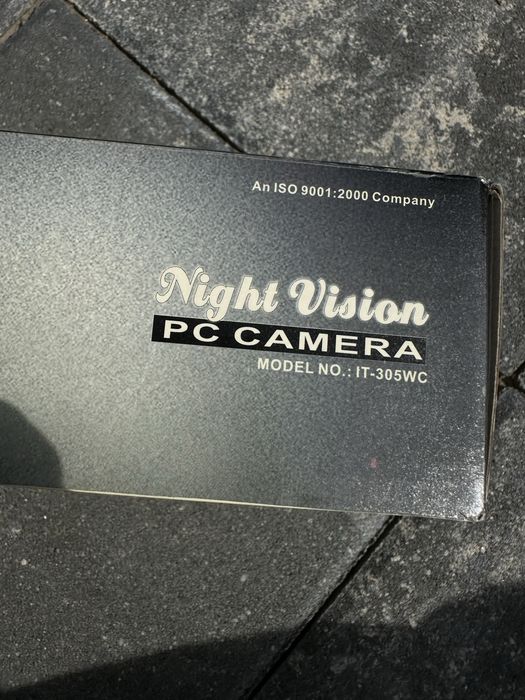 An ISO 9001:2000 Company
Night Vision
PC CAMERA
MODEL NO.: IT-305WC